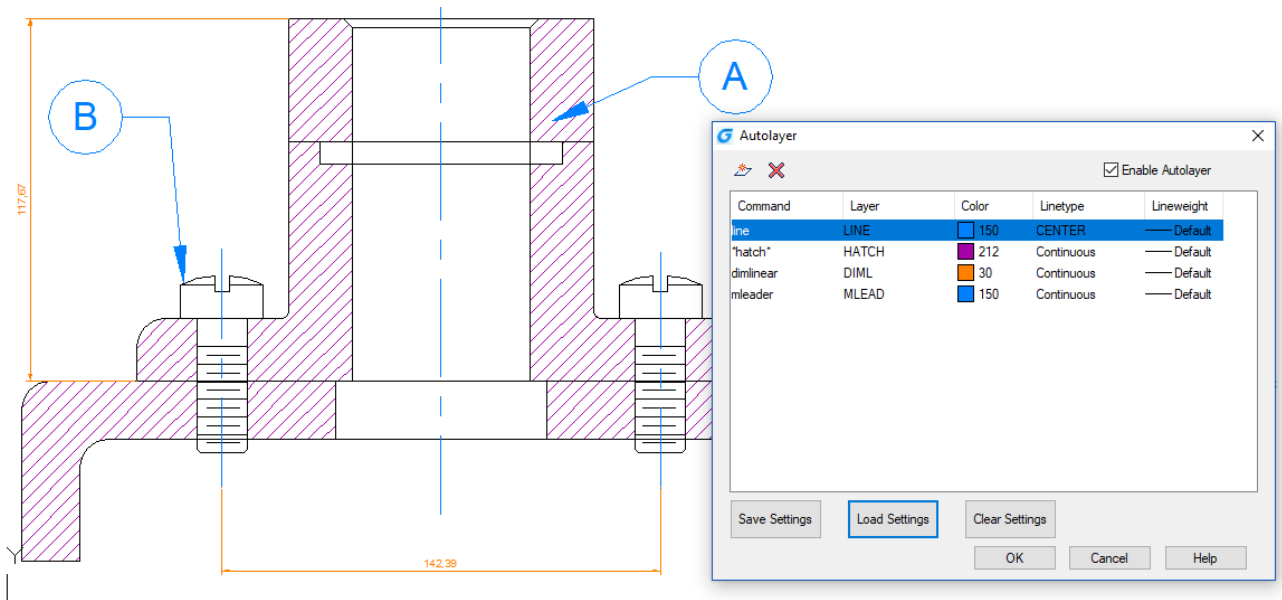 A
B
117,67
142,39
Y
Autolayer
Enable Autolayer
Command Layer Color Linetype Lineweight
line LINE 150 CENTER Default
*hatch* HATCH 212 Continuous Default
dimlinear DIML 30 Continuous Default
mleader MLEAD 150 Continuous Default
Save Settings Load Settings Clear Settings
OK Cancel Help